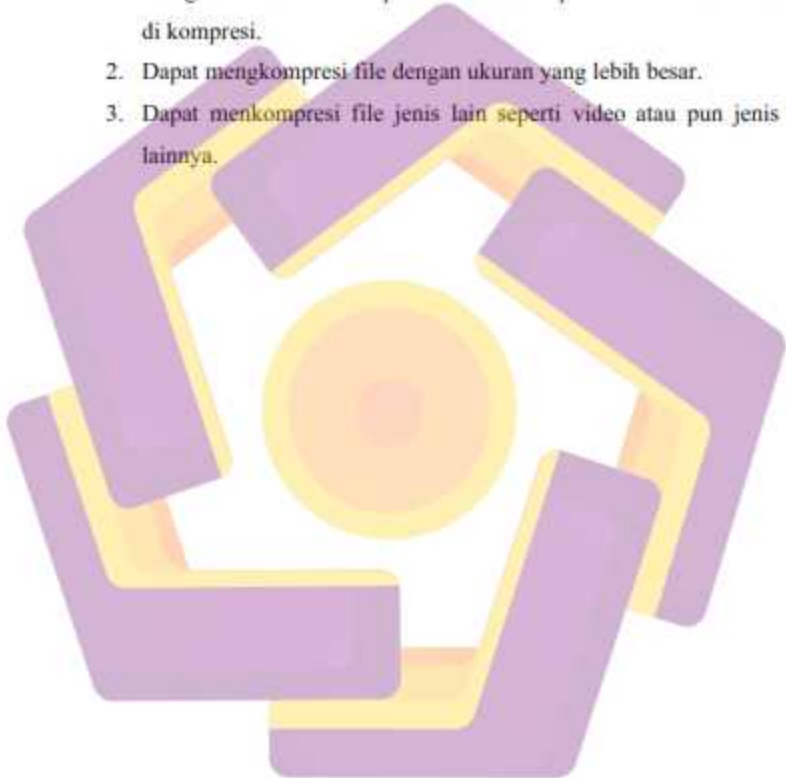 di kompresi.
2. Dapat mengkompresi file dengan ukuran yang lebih besar.
3. Dapat menkompresi file jenis lain seperti video atau pun jenis
lainnya.